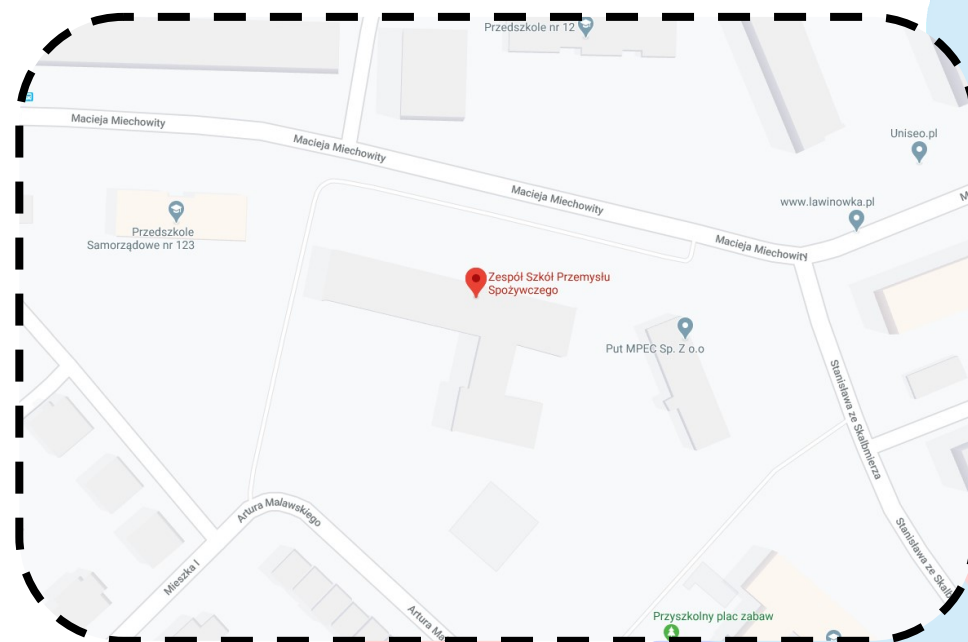 Przedszkole nr 12
Macieja Miechowity
Macieja Miechowity
Uniseo.pl
Macieja Miechowity
www.lawinowka.pl
Przedszkole
Samorządowe nr 123
Macieja Miechowity
Zespół Szkół Przemysłu
Spożywczego
Put MPEC Sp. Z o.o
Stanisława ze Skalbmierza
Artura Malawskiego
Mieszka I
Stanisława ze Skalb
Artura Ma
Przyszkolny plac zabaw